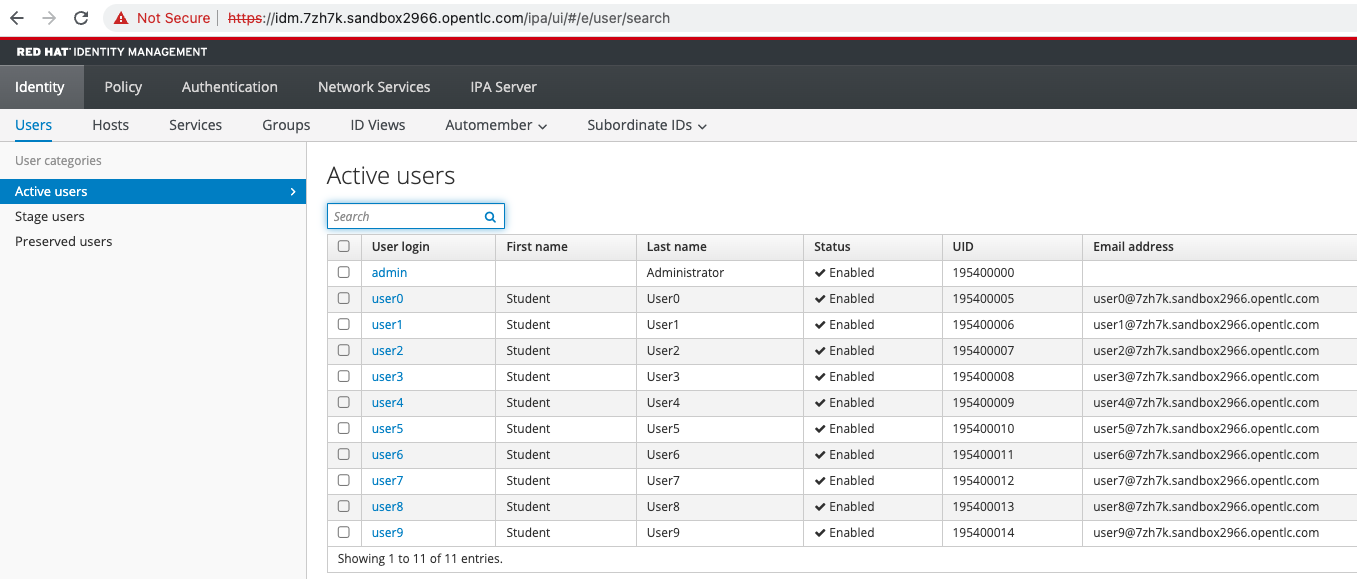 Not Secure https://idm.7zh7k.sandbox2966.opentlc.com/ipa/ui/#/e/user/search
RED HAT IDENTITY MANAGEMENT
Identity Policy Authentication Network Services IPA Server
Users Hosts Services Groups ID Views Automember Subordinate IDs
User categories
Active users
Stage users
Preserved users
Active users
Search
User login First name Last name Status UID Email address
admin Administrator Enabled 195400000
user0 Student User0 Enabled 195400005 user0@7zh7k.sandbox2966.opentlc.com
user1 Student User1 Enabled 195400006 user1@7zh7k.sandbox2966.opentlc.com
user2 Student User2 Enabled 195400007 user2@7zh7k.sandbox2966.opentlc.com
user3 Student User3 Enabled 195400008 user3@7zh7k.sandbox2966.opentlc.com
user4 Student User4 Enabled 195400009 user4@7zh7k.sandbox2966.opentlc.com
user5 Student User5 Enabled 195400010 user5@7zh7k.sandbox2966.opentlc.com
user6 Student User6 Enabled 195400011 user6@7zh7k.sandbox2966.opentlc.com
user7 Student User7 Enabled 195400012 user7@7zh7k.sandbox2966.opentlc.com
user8 Student User8 Enabled 195400013 user8@7zh7k.sandbox2966.opentlc.com
user9 Student User9 Enabled 195400014 user9@7zh7k.sandbox2966.opentlc.com
Showing 1 to 11 of 11 entries.